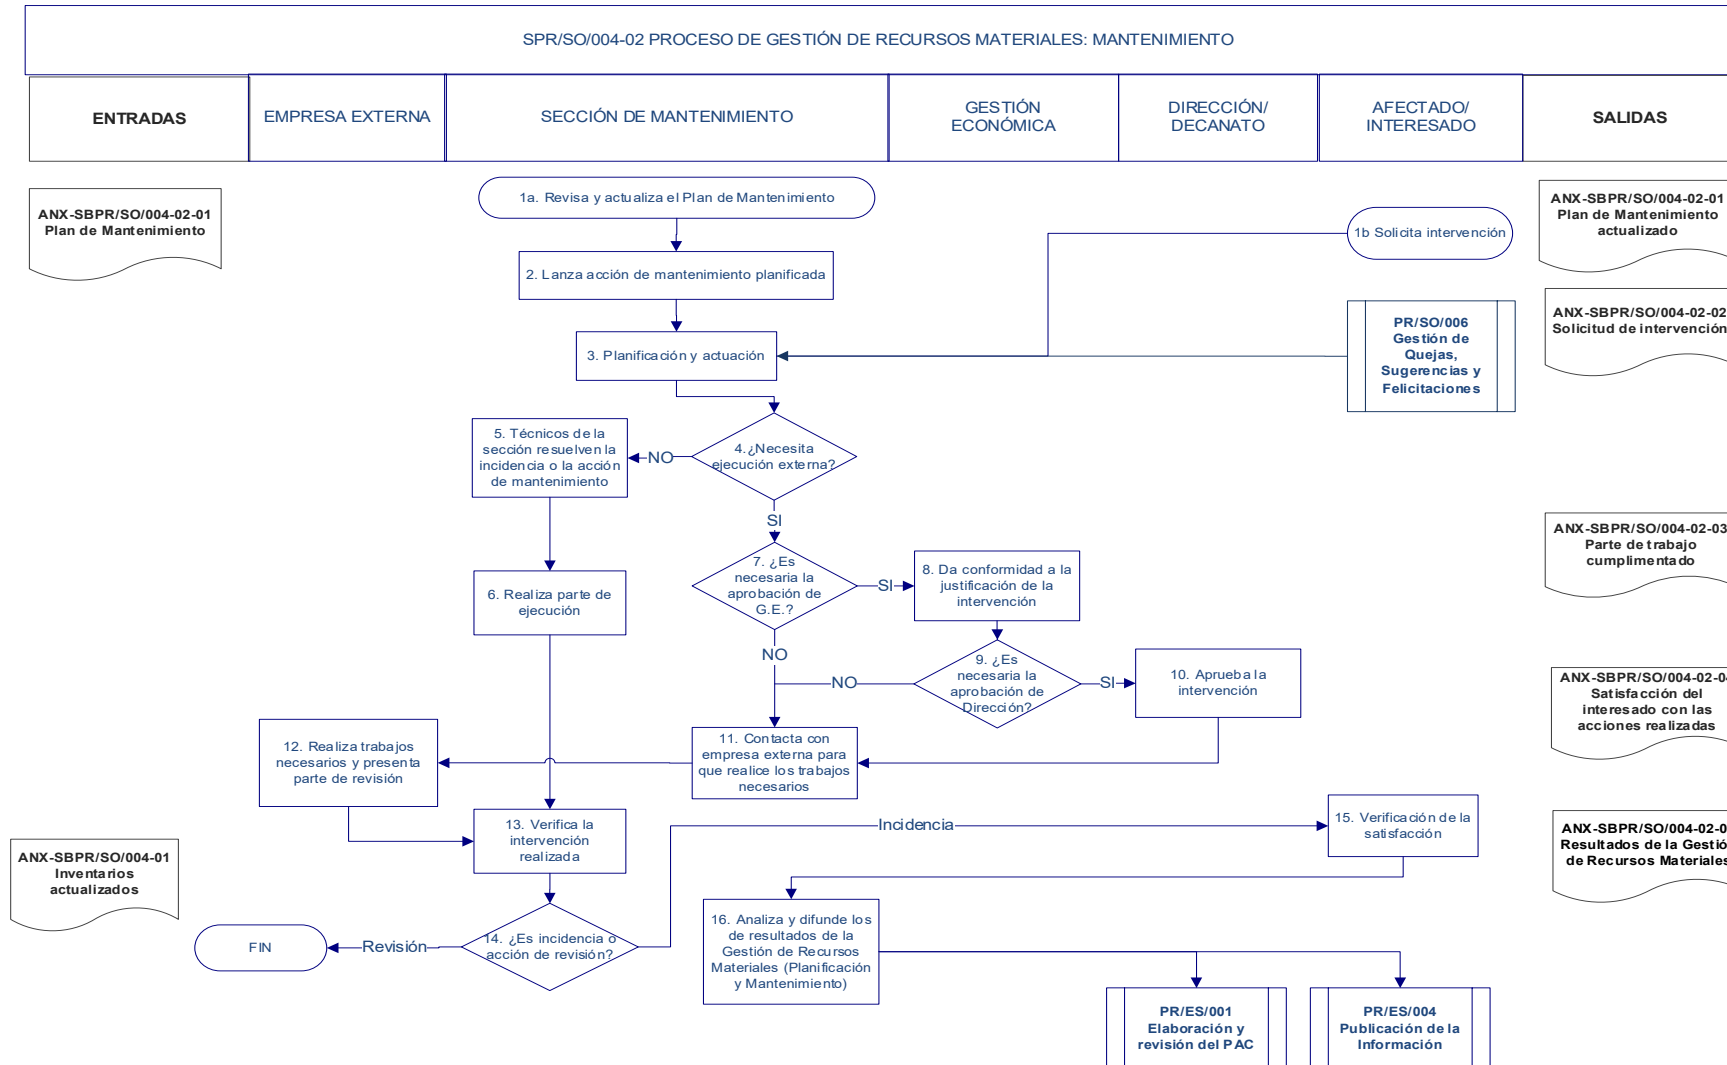 SPR/SO/004-02 PROCESO DE GESTIÓN DE RECURSOS MATERIALES: MANTENIMIENTO
ENTRADAS
EMPRESA EXTERNA
SECCIÓN DE MANTENIMIENTO
GESTIÓN
ECONÓMICA
DIRECCIÓN/
DECANATO
AFECTADO/
INTERESADO
SALIDAS
ANX-SBPR/SO/004-02-01
Plan de Mantenimiento
1a. Revisa y actualiza el Plan de Mantenimiento
1b Solicita intervención
ANX-SBPR/SO/004-02-01
Plan de Mantenimiento
actualizado
2. Lanza acción de mantenimiento planificada
ANX-SBPR/SO/004-02-02
Solicitud de intervención
3. Planificación y actuación
PR/SO/006
Gestión de
Quejas,
Sugerencias y
Felicitaciones
4.¿Necesita
ejecución externa?
NO
SI
5. Técnicos de la
sección resuelven la
incidencia o la acción
de mantenimiento
6. Realiza parte de
ejecución
7. ¿Es
necesaria la
aprobación de
G.E.?
SI
NO
8. Da conformidad a la
justificación de la
intervención
ANX-SBPR/SO/004-02-03
Parte de trabajo
cumplimentado
9. ¿Es
necesaria la
aprobación de
Dirección?
NO
SI
10. Aprueba la
intervención
ANX-SBPR/SO/004-02-04
Satisfacción del
interesado con las
acciones realizadas
11. Contacta con
empresa externa para
que realice los trabajos
necesarios
12. Realiza trabajos
necesarios y presenta
parte de revisión
13. Verifica la
intervención
realizada
Incidencia
15. Verificación de la
satisfacción
ANX-SBPR/SO/004-02-0
Resultados de la Gestió
de Recursos Materiales
ANX-SBPR/SO/004-01
Inventarios
actualizados
14. ¿Es incidencia o
acción de revisión?
Revisión
FIN
16. Analiza y difunde los
de resultados de la
Gestión de Recursos
Materiales (Planificación
y Mantenimiento)
PR/ES/001
Elaboración y
revisión del PAC
PR/ES/004
Publicación de la
Información